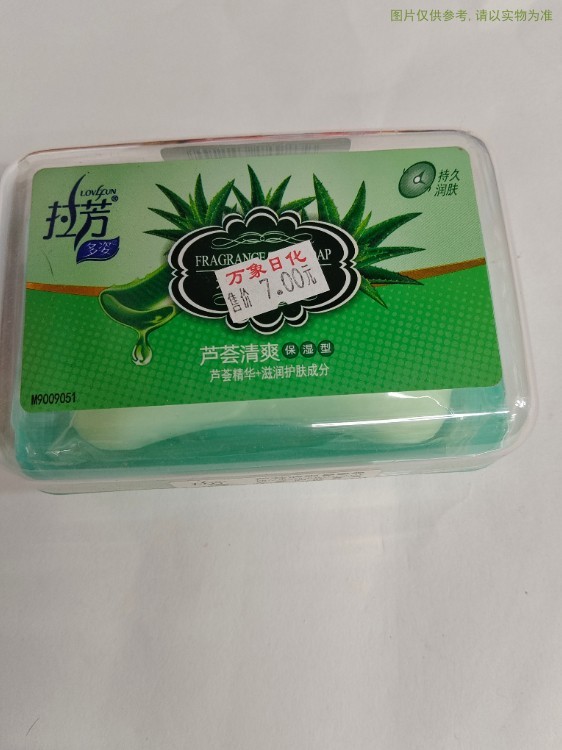 图片仅供参考, 请以实物为准
LOVEFUN
拉芳®
多姿
持久
润肤
FRAGRANCE
万象日化
售价 7.00元
芦荟清爽 保湿型
芦荟精华+滋润护肤成分
M9009051